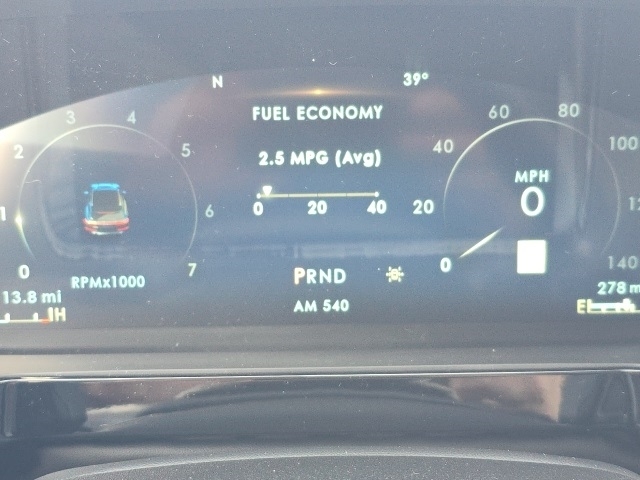 N 39°
FUEL ECONOMY
2.5 MPG (Avg)
0 20 40
0 1 2 3 4 5 6 7
RPMx1000
0 20 40 60 80 100 140
MPH
0
PRND
AM 540
13.8 mi
H
278 m
E